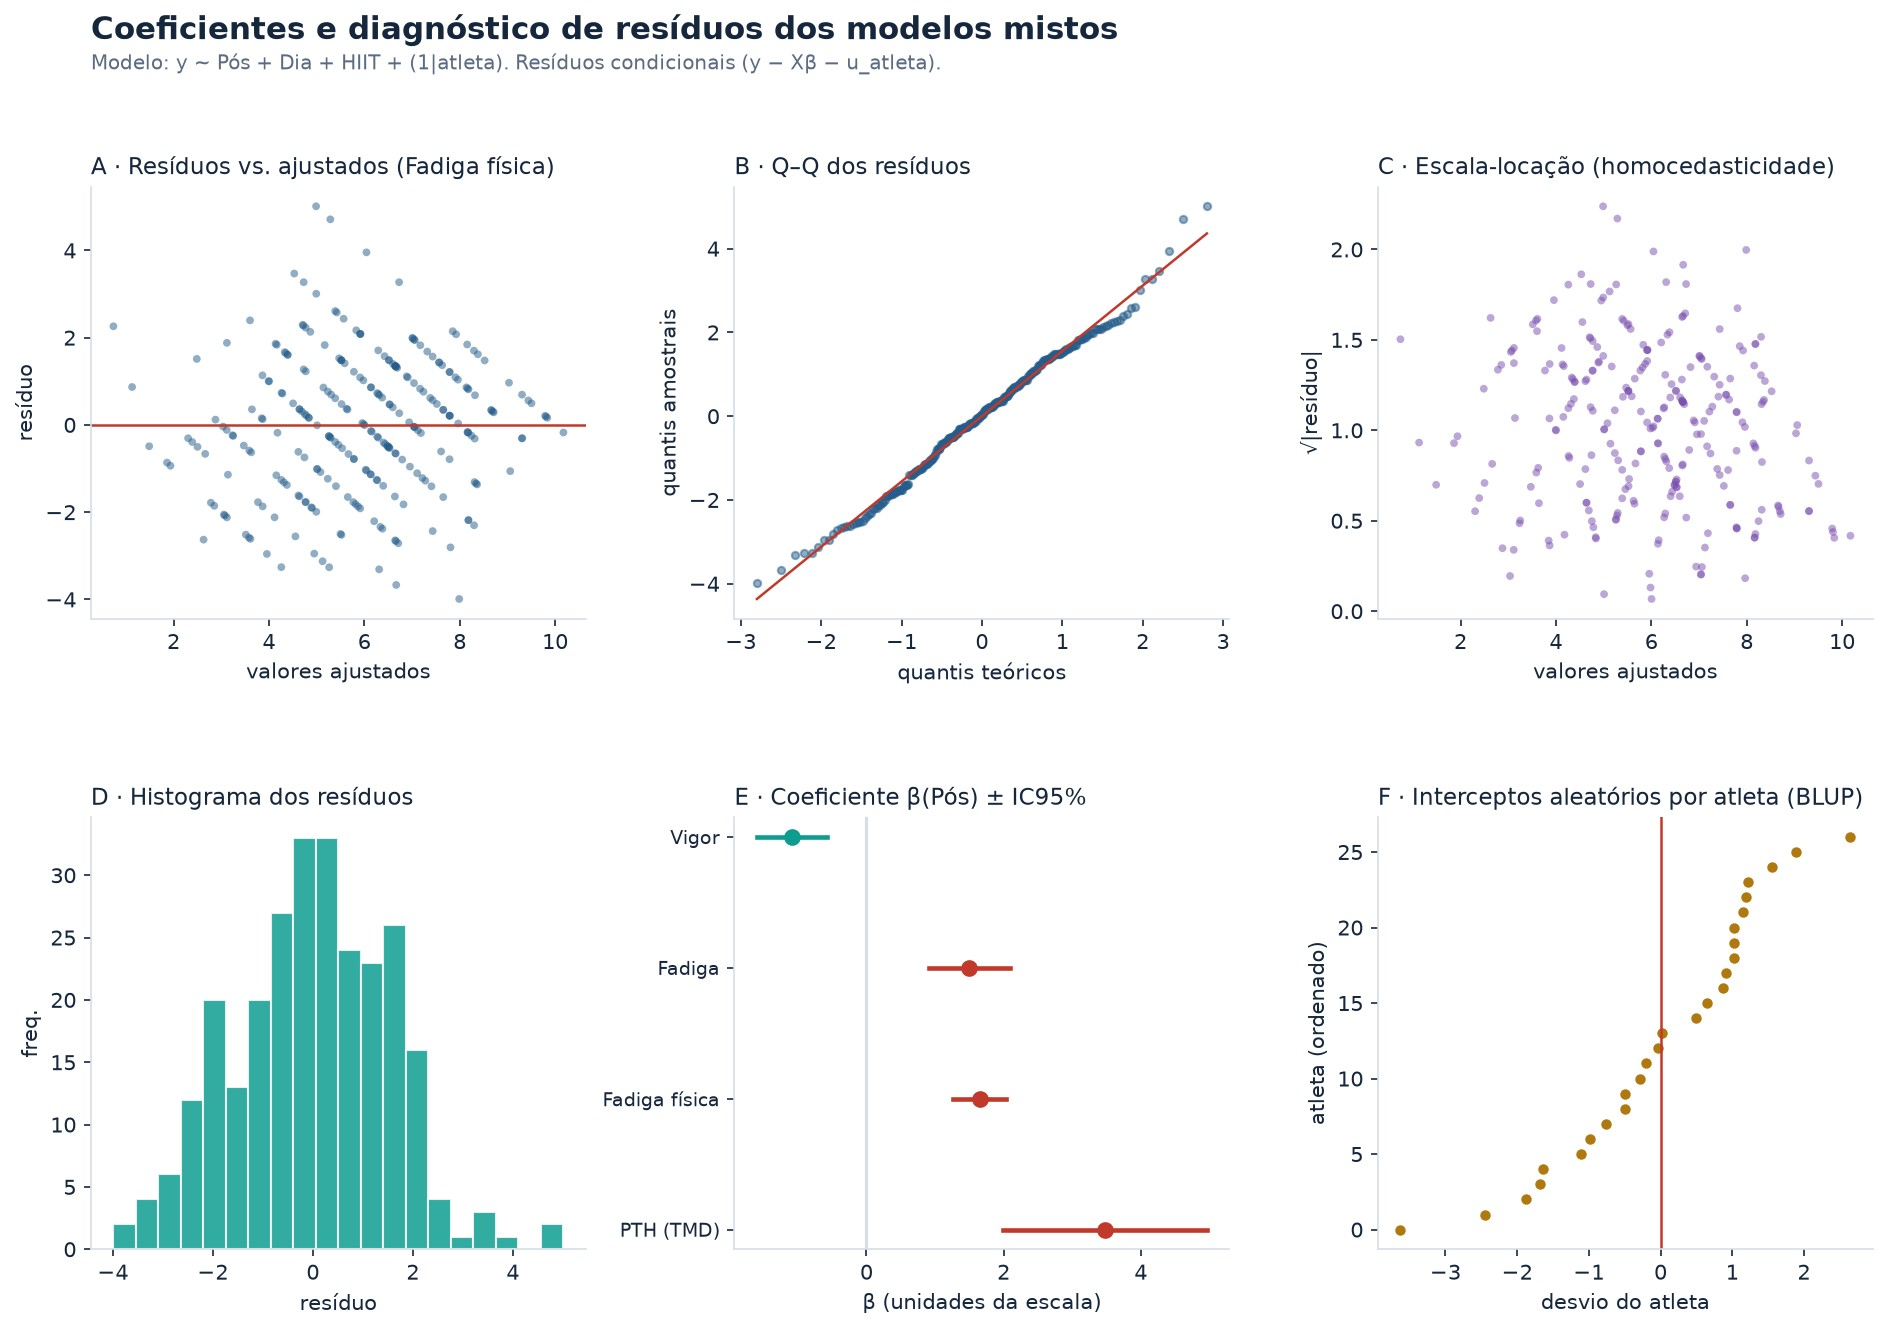 Coeficientes e diagnóstico de resíduos dos modelos mistos
Modelo: y ~ Pós + Dia + HIIT + (1|atleta). Resíduos condicionais (y − Xβ − u_atleta).
A · Resíduos vs. ajustados (Fadiga física)
4
2
0
−2
−4
resíduo
2 4 6 8 10
valores ajustados
B · Q–Q dos resíduos
4
2
0
−2
−4
quantis amostrais
−3 −2 −1 0 1 2 3
quantis teóricos
C · Escala-locação (homocedasticidade)
2.0
1.5
1.0
0.5
0.0
√|resíduo|
2 4 6 8 10
valores ajustados
D · Histograma dos resíduos
30
25
20
15
10
5
0
freq.
−4 −2 0 2 4
resíduo
E · Coeficiente β(Pós) ± IC95%
Vigor
Fadiga
Fadiga física
PTH (TMD)
0 2 4
β (unidades da escala)
F · Interceptos aleatórios por atleta (BLUP)
25
20
15
10
5
0
atleta (ordenado)
−3 −2 −1 0 1 2
desvio do atleta